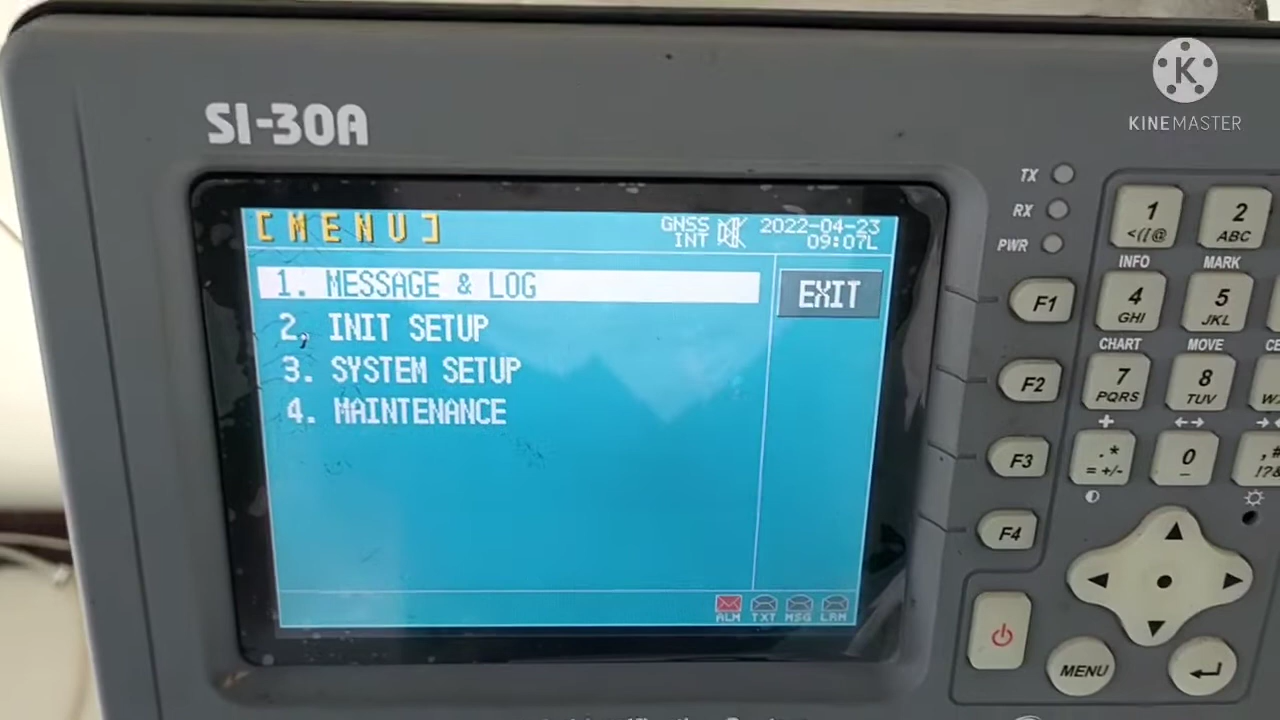 SI-30A
K
KINEMASTER
[MENU]
GNSS
INT
2022-04-23
09:07L
1. MESSAGE & LOG
2. INIT SETUP
3. SYSTEM SETUP
4. MAINTENANCE
EXIT
ALM TXT MSG LRM
TX
RX
PWR
1
<([@
2
ABC
INFO
MARK
F1
4
GHI
5
JKL
CHART
MOVE
CE
F2
7
PQRS
8
TUV
F3
.*
= +/-
0
_
,#
!?&
F4
MENU